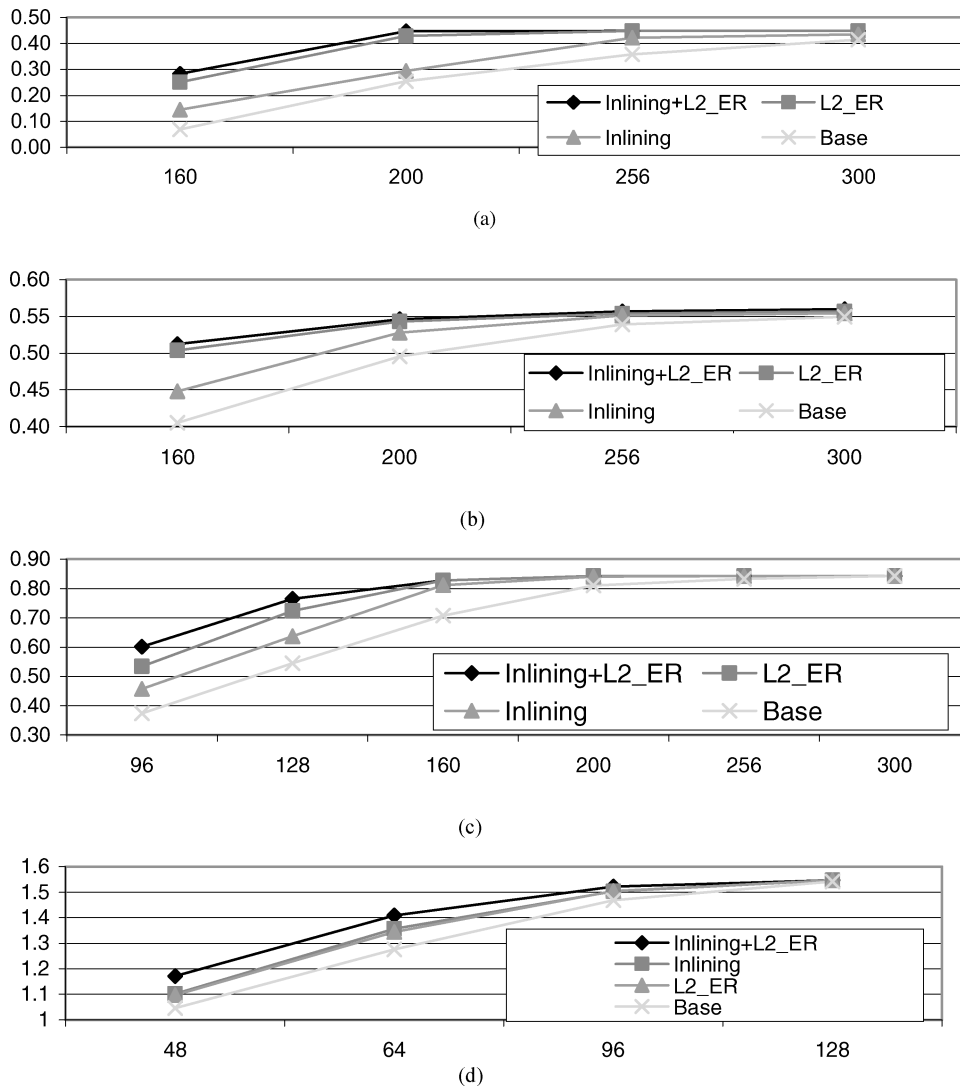 0.50
0.40
0.30
0.20
0.10
0.00
Inlining+L2_ER L2_ER
Inlining Base
160 200 256 300
(a)
0.60
0.55
0.50
0.45
0.40
Inlining+L2_ER L2_ER
Inlining Base
160 200 256 300
(b)
0.90
0.80
0.70
0.60
0.50
0.40
0.30
Inlining+L2_ER L2_ER
Inlining Base
96 128 160 200 256 300
(c)
1.6
1.5
1.4
1.3
1.2
1.1
1
Inlining+L2_ER
Inlining
L2_ER
Base
48 64 96 128
(d)